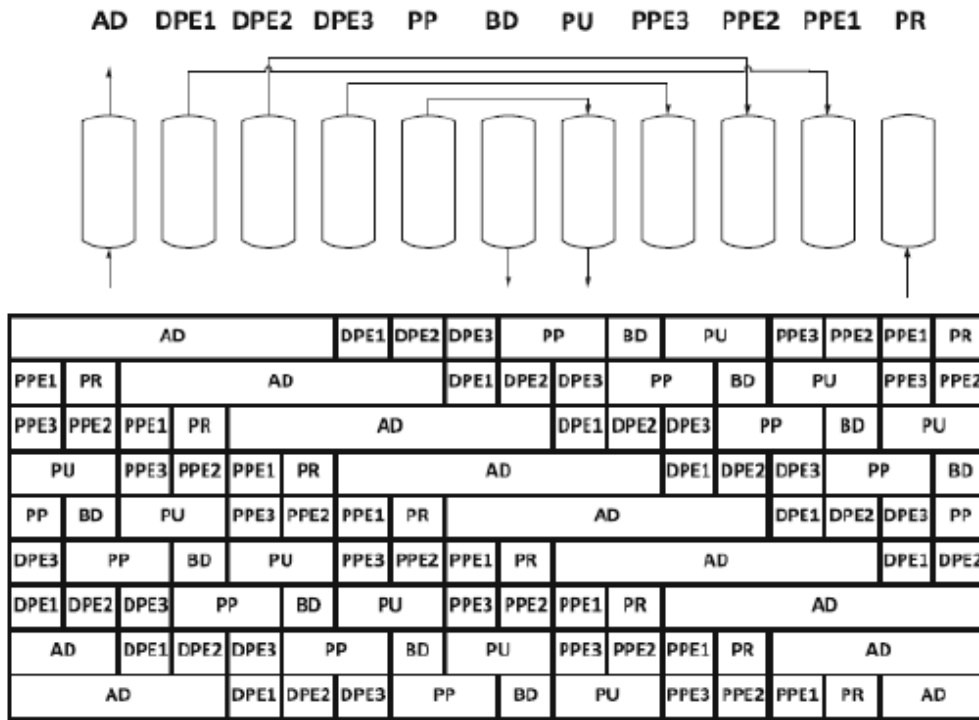 AD DPE1 DPE2 DPE3 PP BD PU PPE3 PPE2 PPE1 PR
AD DPE1 DPE2 DPE3 PP BD PU PPE3 PPE2 PPE1 PR
PPE1 PR AD DPE1 DPE2 DPE3 PP BD PU PPE3 PPE2
PPE3 PPE2 PPE1 PR AD DPE1 DPE2 DPE3 PP BD PU
PU PPE3 PPE2 PPE1 PR AD DPE1 DPE2 DPE3 PP BD
PP BD PU PPE3 PPE2 PPE1 PR AD DPE1 DPE2 DPE3 PP
DPE3 PP BD PU PPE3 PPE2 PPE1 PR AD DPE1 DPE2
DPE1 DPE2 DPE3 PP BD PU PPE3 PPE2 PPE1 PR AD
AD DPE1 DPE2 DPE3 PP BD PU PPE3 PPE2 PPE1 PR AD
AD DPE1 DPE2 DPE3 PP BD PU PPE3 PPE2 PPE1 PR AD